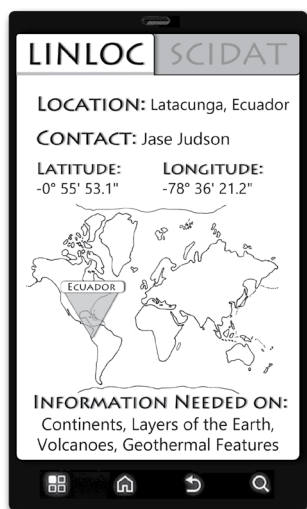 LINLOC SCIDAT
LOCATION: Latacunga, Ecuador
CONTACT: Jase Judson
LATITUDE: LONGITUDE:
-0° 55' 53.1" -78° 36' 21.2"
ECUADOR
INFORMATION NEEDED ON:
Continents, Layers of the Earth,
Volcanoes, Geothermal Features